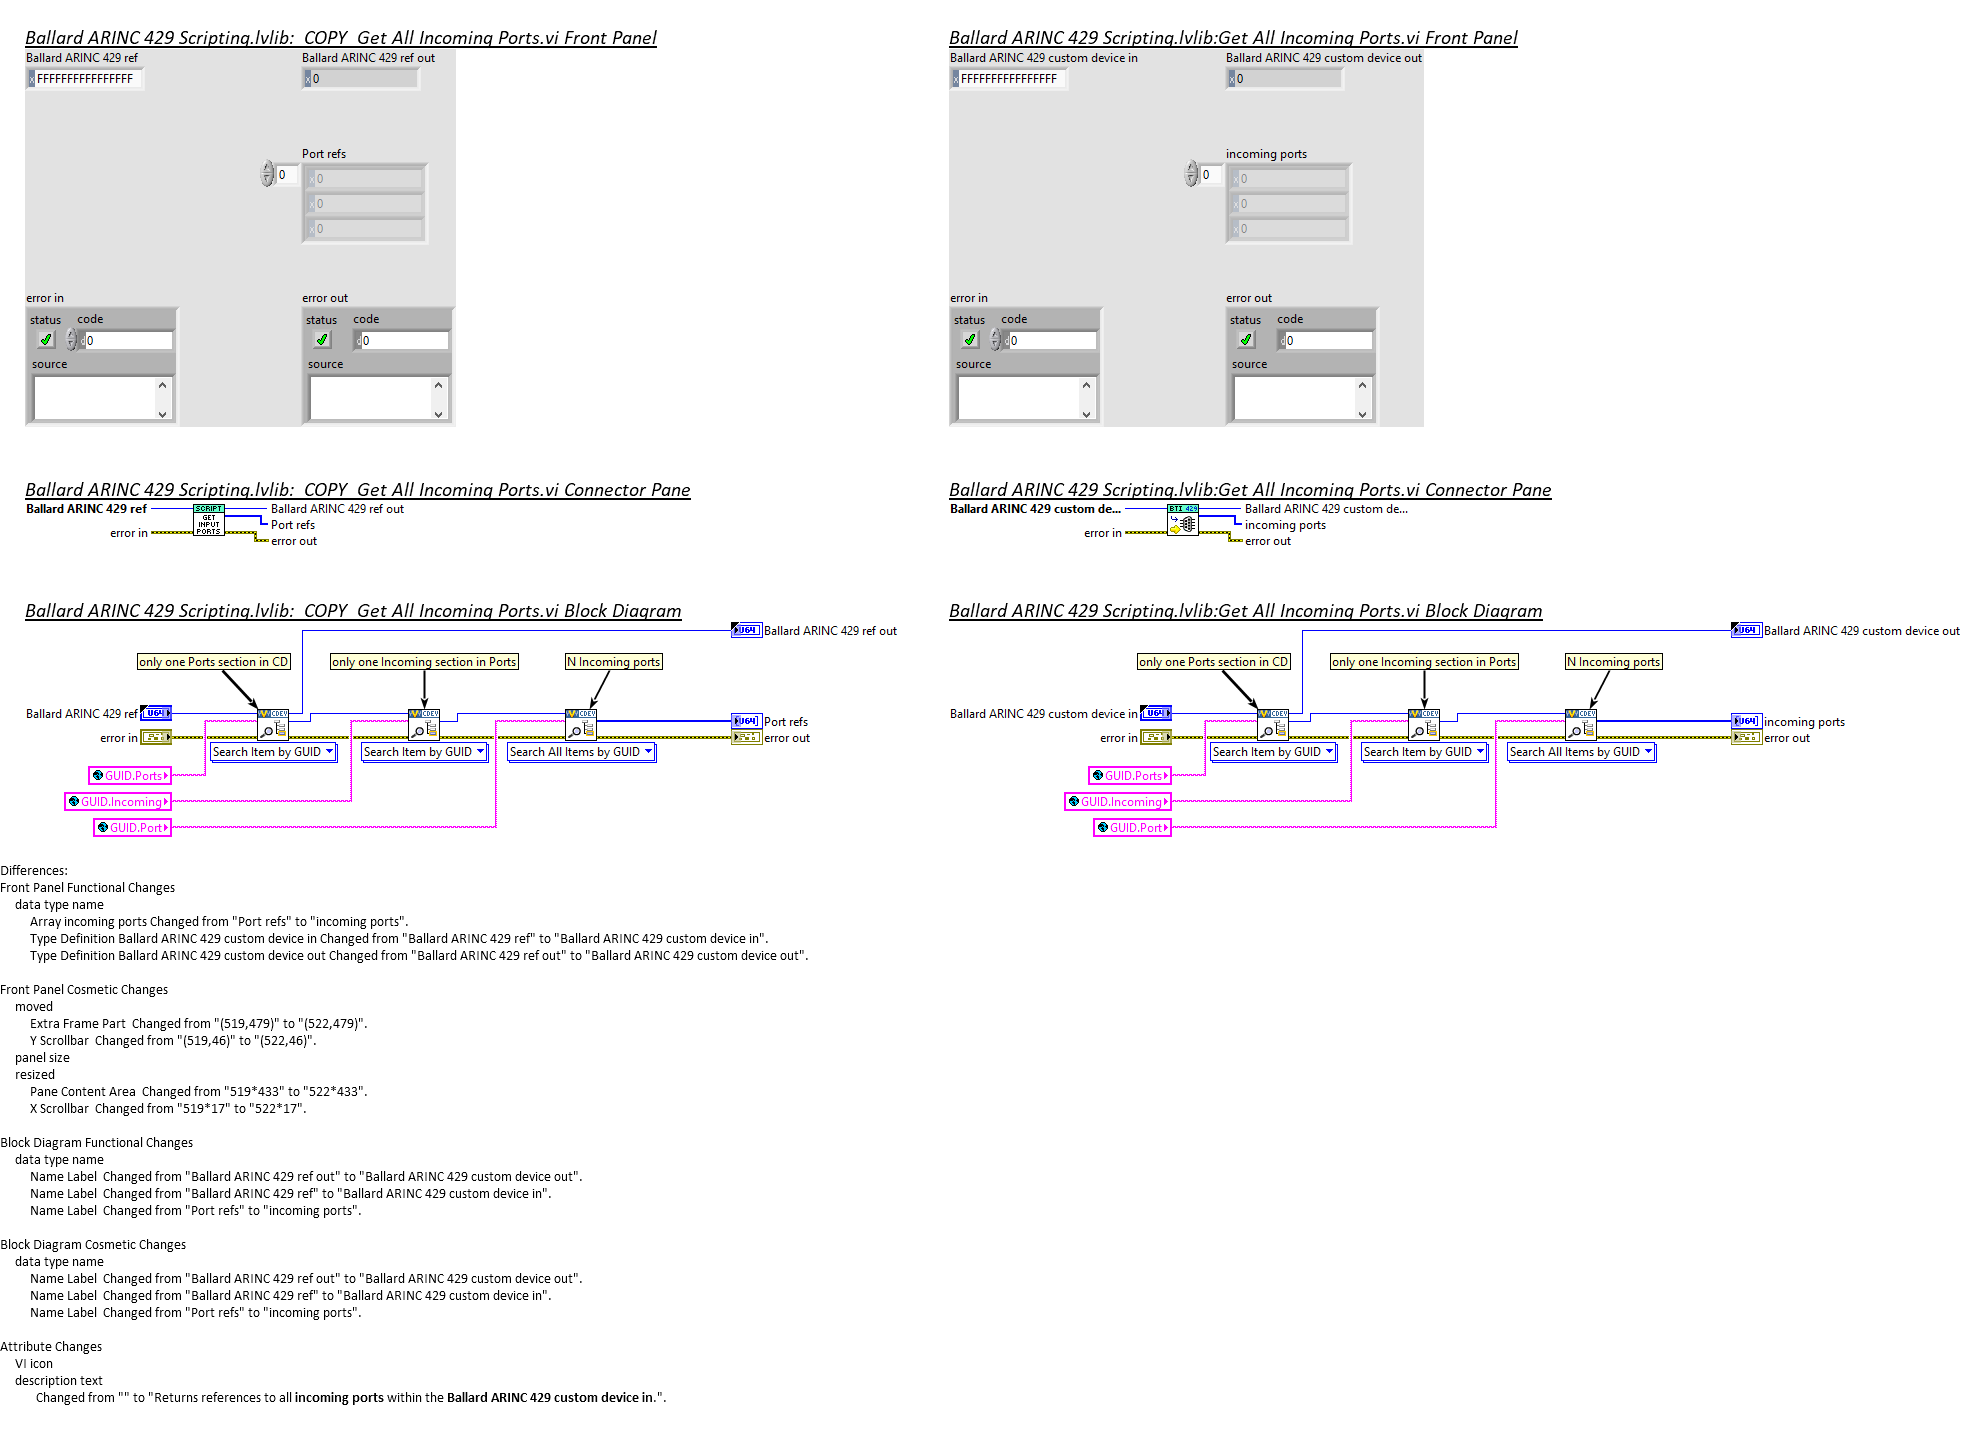 Ballard ARINC 429 Scripting.lvlib:  COPY  Get All Incoming Ports.vi Front Panel
Ballard ARINC 429 ref
Ballard ARINC 429 ref out
x FFFFFFFFFFFFFFFF
x 0
Port refs
0
x 0
x 0
x 0
error in
error out
status code
status code
d 0
d 0
source
source
Ballard ARINC 429 Scripting.lvlib:Get All Incoming Ports.vi Front Panel
Ballard ARINC 429 custom device in
Ballard ARINC 429 custom device out
x FFFFFFFFFFFFFFFF
x 0
incoming ports
0
x 0
x 0
x 0
error in
error out
status code
status code
d 0
d 0
source
source
Ballard ARINC 429 Scripting.lvlib:  COPY  Get All Incoming Ports.vi Connector Pane
Ballard ARINC 429 ref
SCRIPT
GET
INPUT
PORTS
Ballard ARINC 429 ref out
Port refs
error in
error out
Ballard ARINC 429 Scripting.lvlib:Get All Incoming Ports.vi Connector Pane
Ballard ARINC 429 custom de...
BTI 429
Ballard ARINC 429 custom de...
incoming ports
error in
error out
Ballard ARINC 429 Scripting.lvlib:  COPY  Get All Incoming Ports.vi Block Diagram
U64
Ballard ARINC 429 ref out
only one Ports section in CD
only one Incoming section in Ports
N Incoming ports
Ballard ARINC 429 ref
U64
CDEV
CDEV
CDEV
U64
Port refs
error in
error out
Search Item by GUID
Search Item by GUID
Search All Items by GUID
GUID.Ports
GUID.Incoming
GUID.Port
Ballard ARINC 429 Scripting.lvlib:Get All Incoming Ports.vi Block Diagram
U64
Ballard ARINC 429 custom device out
only one Ports section in CD
only one Incoming section in Ports
N Incoming ports
Ballard ARINC 429 custom device in
U64
CDEV
CDEV
CDEV
U64
incoming ports
error in
error out
Search Item by GUID
Search Item by GUID
Search All Items by GUID
GUID.Ports
GUID.Incoming
GUID.Port
Differences:
Front Panel Functional Changes
data type name
Array incoming ports Changed from "Port refs" to "incoming ports".
Type Definition Ballard ARINC 429 custom device in Changed from "Ballard ARINC 429 ref" to "Ballard ARINC 429 custom device in".
Type Definition Ballard ARINC 429 custom device out Changed from "Ballard ARINC 429 ref out" to "Ballard ARINC 429 custom device out".
Front Panel Cosmetic Changes
moved
Extra Frame Part  Changed from "(519,479)" to "(522,479)".
Y Scrollbar  Changed from "(519,46)" to "(522,46)".
panel size
resized
Pane Content Area  Changed from "519*433" to "522*433".
X Scrollbar  Changed from "519*17" to "522*17".
Block Diagram Functional Changes
data type name
Name Label  Changed from "Ballard ARINC 429 ref out" to "Ballard ARINC 429 custom device out".
Name Label  Changed from "Ballard ARINC 429 ref" to "Ballard ARINC 429 custom device in".
Name Label  Changed from "Port refs" to "incoming ports".
Block Diagram Cosmetic Changes
data type name
Name Label  Changed from "Ballard ARINC 429 ref out" to "Ballard ARINC 429 custom device out".
Name Label  Changed from "Ballard ARINC 429 ref" to "Ballard ARINC 429 custom device in".
Name Label  Changed from "Port refs" to "incoming ports".
Attribute Changes
VI icon
description text
Changed from "" to "Returns references to all incoming ports within the Ballard ARINC 429 custom device in.".